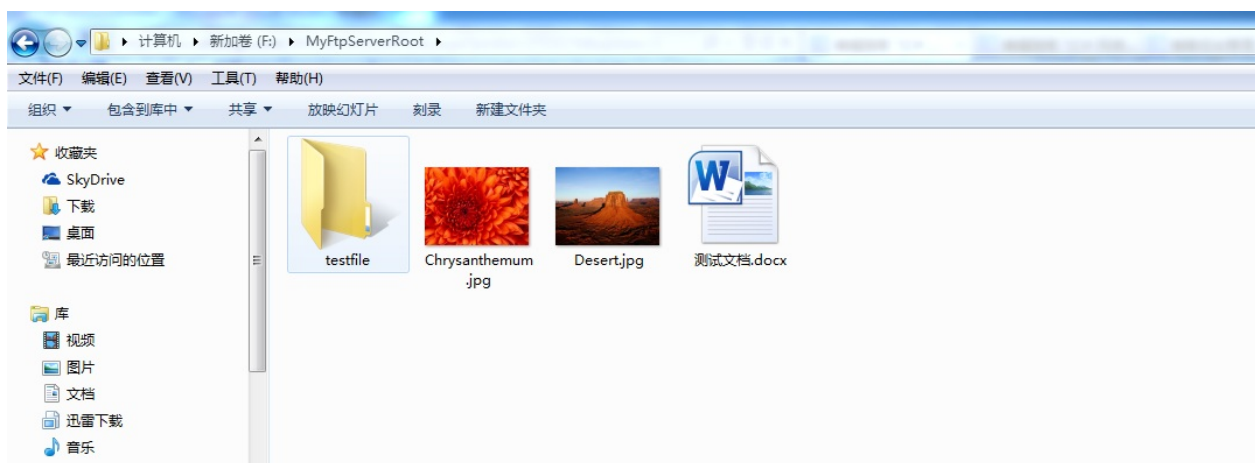 计算机 新加卷 (F:) MyFtpServerRoot
文件(F) 编辑(E) 查看(V) 工具(T) 帮助(H)
组织 包含到库中 共享 放映幻灯片 刻录 新建文件夹
收藏夹
SkyDrive
下载
桌面
最近访问的位置
库
视频
图片
文档
迅雷下载
音乐
testfile
Chrysanthemum
.jpg
Desert.jpg
测试文档.docx